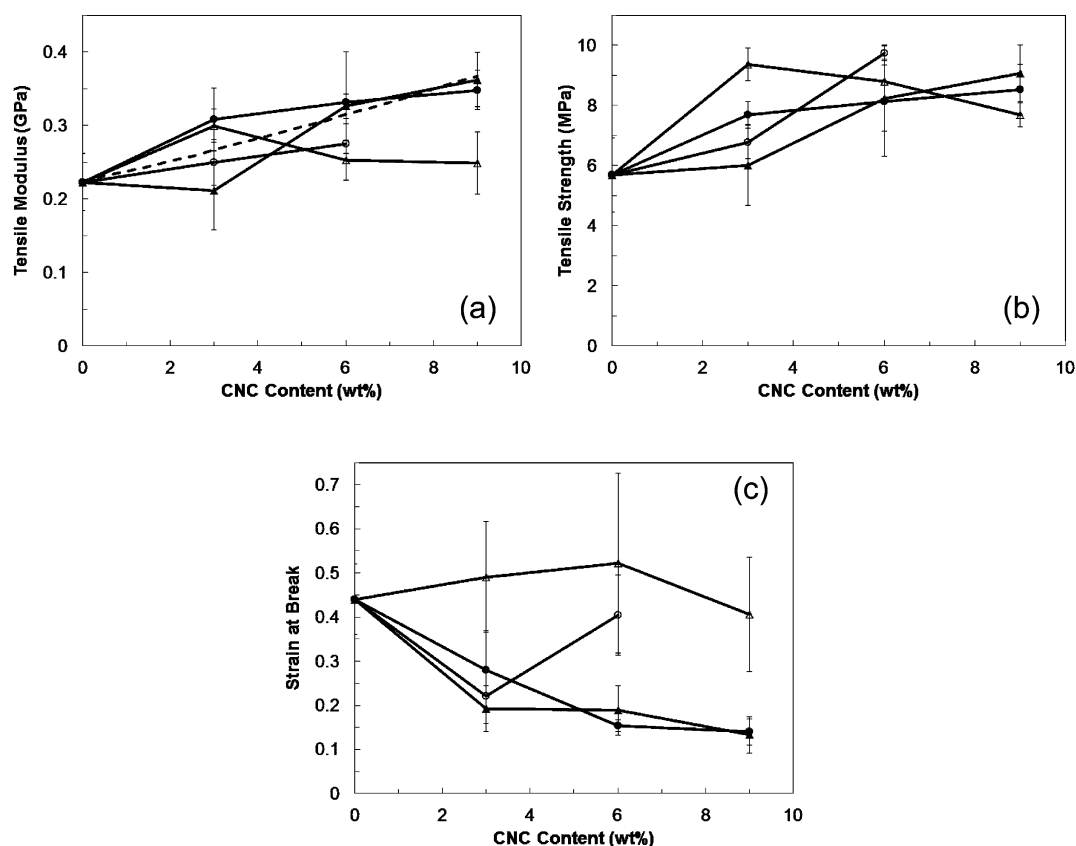 Tensile Modulus (GPa)
0.4
0.3
0.2
0.1
0
0 2 4 6 8 10
CNC Content (wt%)
(a)
Tensile Strength (MPa)
10
8
6
4
2
0
0 2 4 6 8 10
CNC Content (wt%)
(b)
Strain at Break
0.7
0.6
0.5
0.4
0.3
0.2
0.1
0
0 2 4 6 8 10
CNC Content (wt%)
(c)